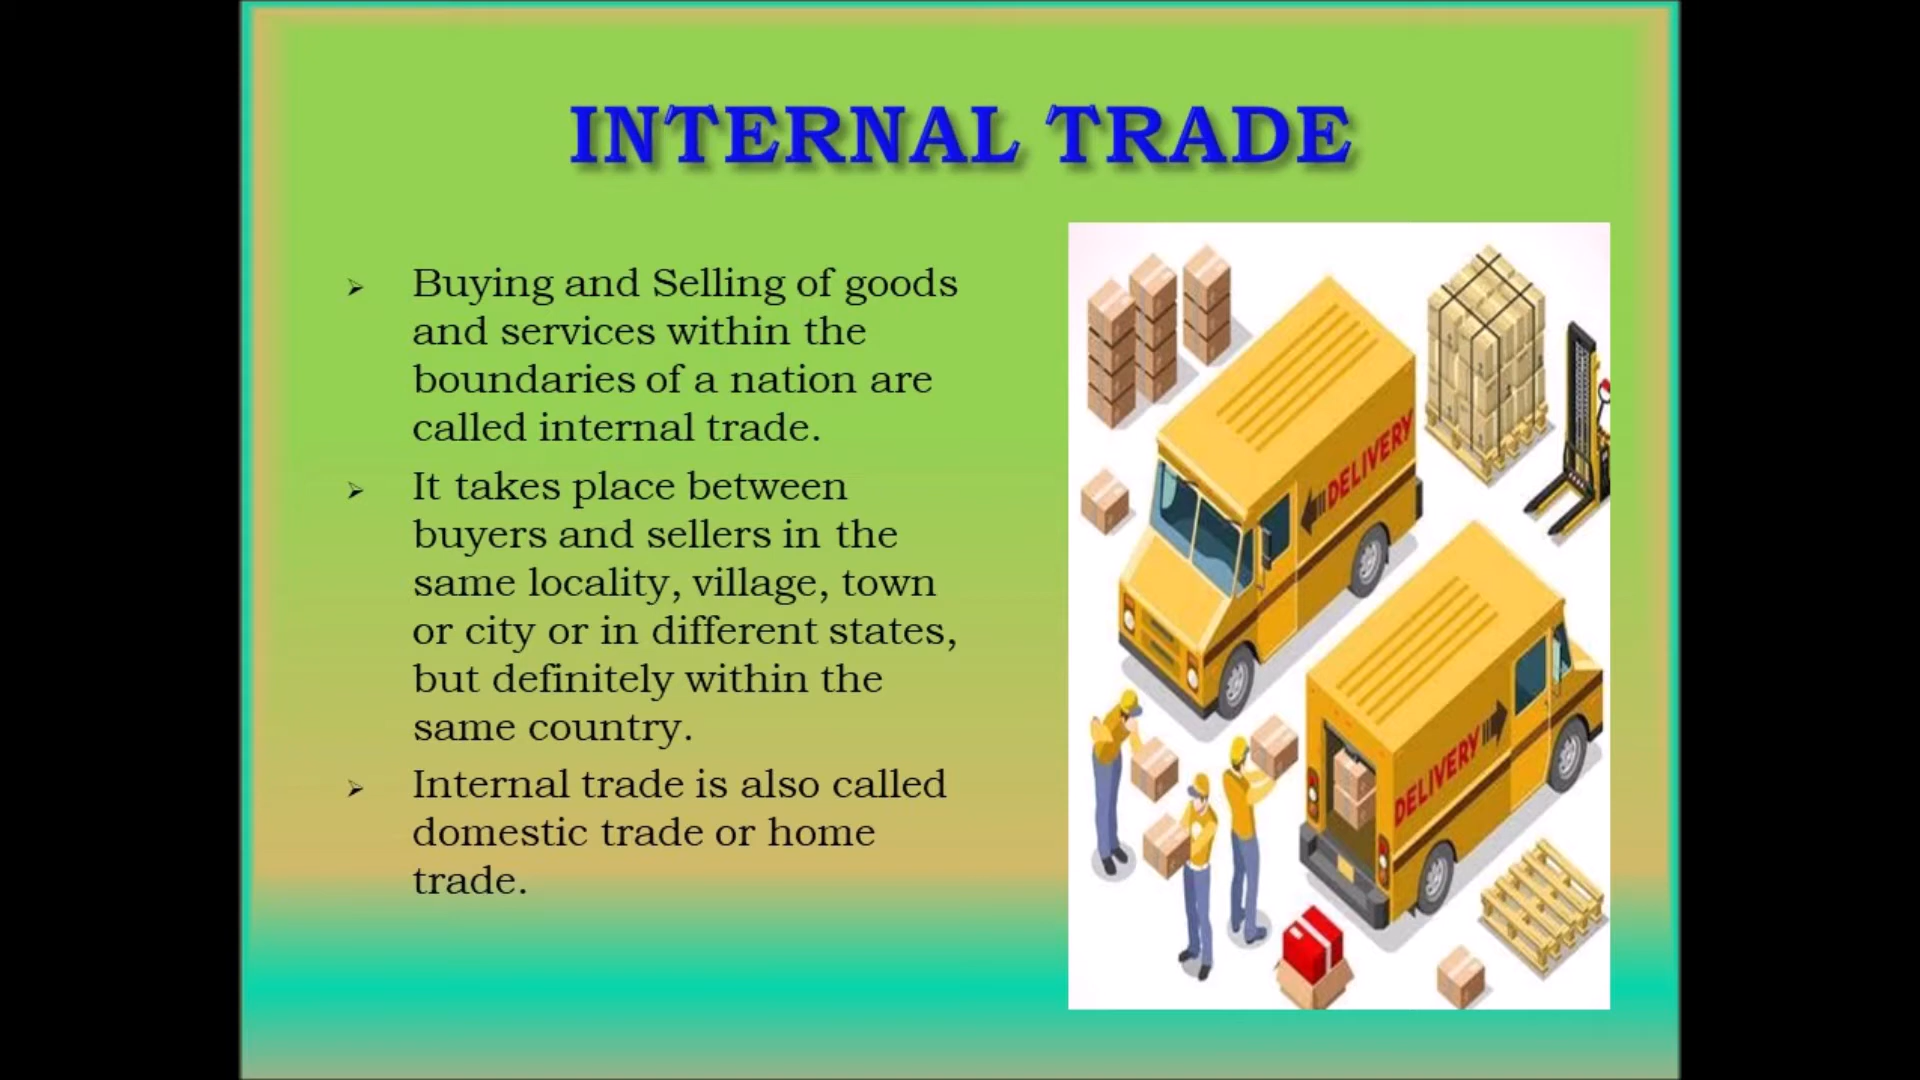 INTERNAL TRADE
➢ Buying and Selling of goods
and services within the
boundaries of a nation are
called internal trade.
➢ It takes place between
buyers and sellers in the
same locality, village, town
or city or in different states,
but definitely within the
same country.
➢ Internal trade is also called
domestic trade or home
trade.
DELIVERY
DELIVERY